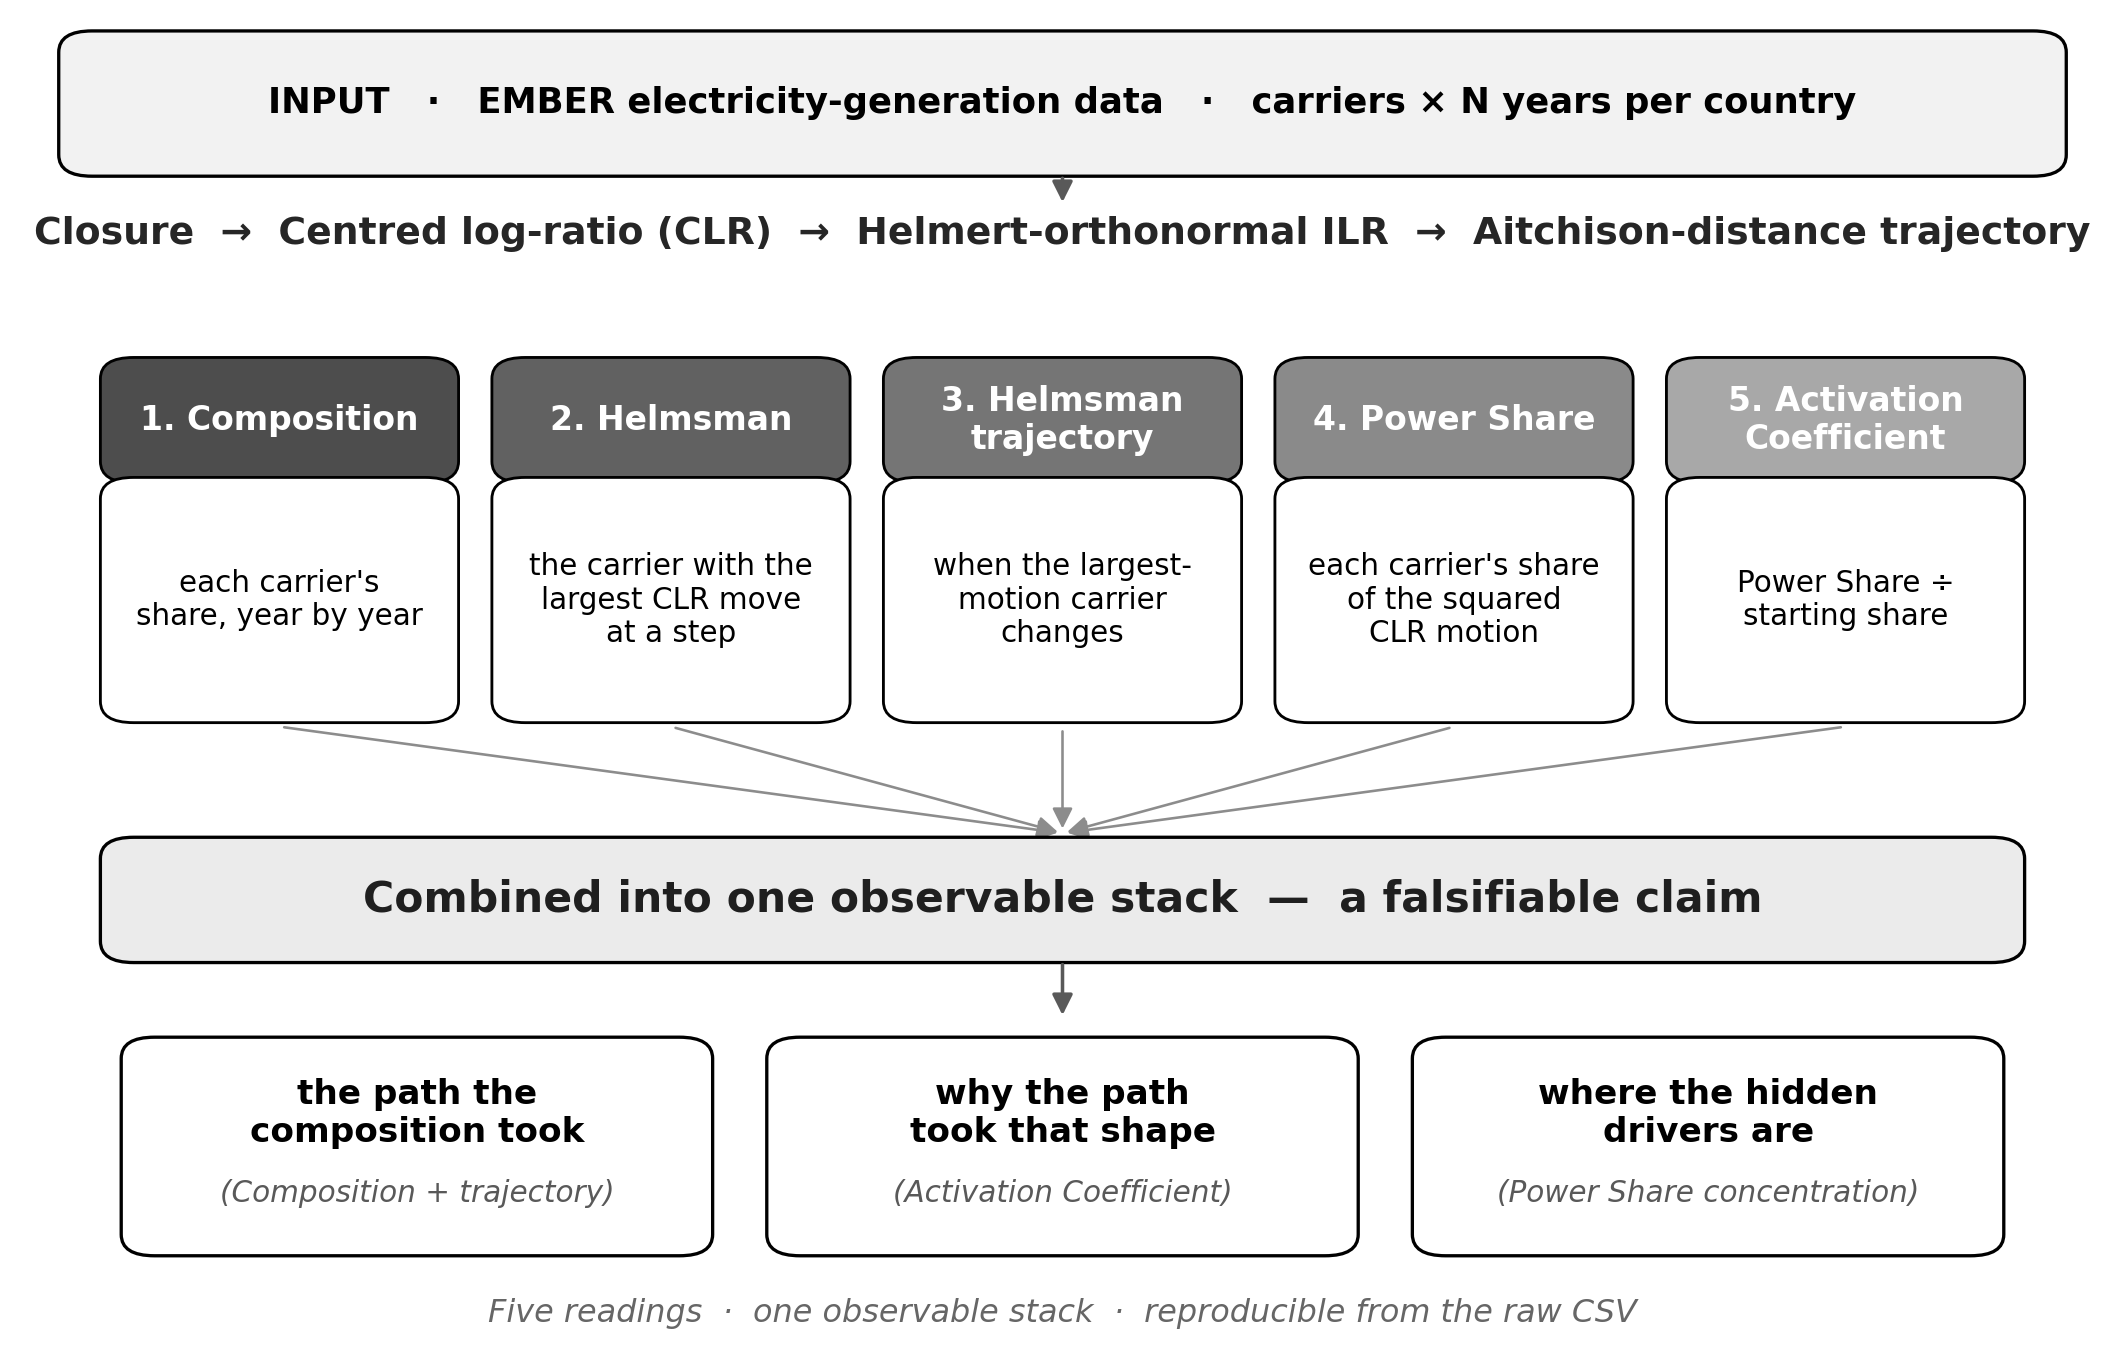 INPUT · EMBER electricity-generation data · carriers × N years per country
Closure → Centred log-ratio (CLR) → Helmert-orthonormal ILR → Aitchison-distance trajectory
1. Composition
each carrier's
share, year by year
2. Helmsman
the carrier with the
largest CLR move
at a step
3. Helmsman
trajectory
when the largest-
motion carrier
changes
4. Power Share
each carrier's share
of the squared
CLR motion
5. Activation
Coefficient
Power Share ÷
starting share
Combined into one observable stack — a falsifiable claim
the path the
composition took
(Composition + trajectory)
why the path
took that shape
(Activation Coefficient)
where the hidden
drivers are
(Power Share concentration)
Five readings · one observable stack · reproducible from the raw CSV